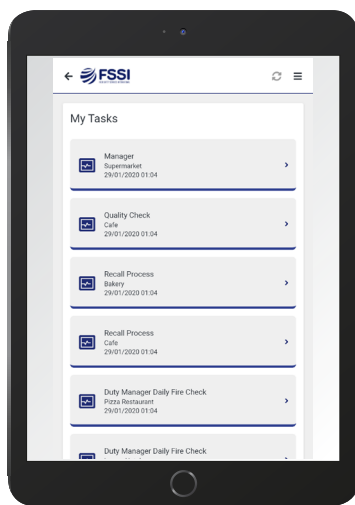 FSSI
My Tasks
Manager
Supermarket
29/01/2020 01:04
Quality Check
Cafe
29/01/2020 01:04
Recall Process
Bakery
29/01/2020 01:04
Recall Process
Cafe
29/01/2020 01:04
Duty Manager Daily Fire Check
Pizza Restaurant
29/01/2020 01:04
Duty Manager Daily Fire Check